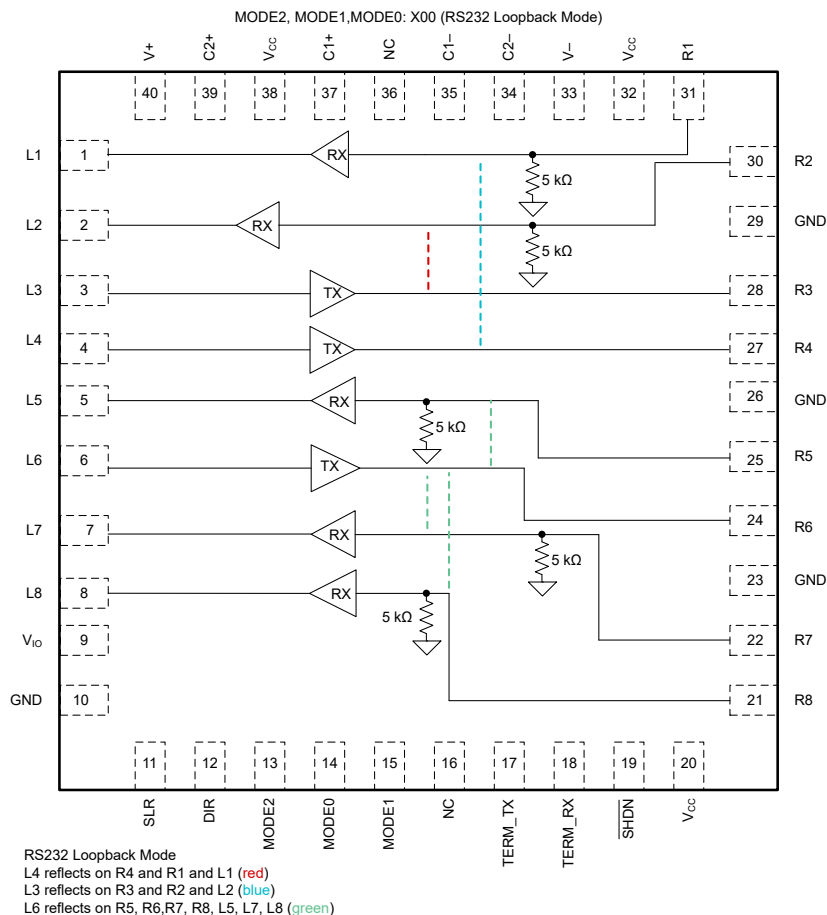 MODE2, MODE1,MODE0: X00 (RS232 Loopback Mode)
V+ C2+ VCC C1+ NC C1– C2– V– VCC R1
40 39 38 37 36 35 34 33 32 31
L1 1 RX 30 R2
5 kΩ
L2 2 RX 29 GND
5 kΩ
L3 3 TX 28 R3
L4 4 TX 27 R4
L5 5 RX 26 GND
5 kΩ
L6 6 TX 25 R5
L7 7 RX 24 R6
5 kΩ
L8 8 RX 23 GND
5 kΩ
VIO 9 22 R7
GND 10 21 R8
11 12 13 14 15 16 17 18 19 20
SLR DIR MODE2 MODE0 MODE1 NC TERM_TX TERM_RX SHDN VCC
RS232 Loopback Mode
L4 reflects on R4 and R1 and L1 (red)
L3 reflects on R3 and R2 and L2 (blue)
L6 reflects on R5, R6,R7, R8, L5, L7, L8 (green)